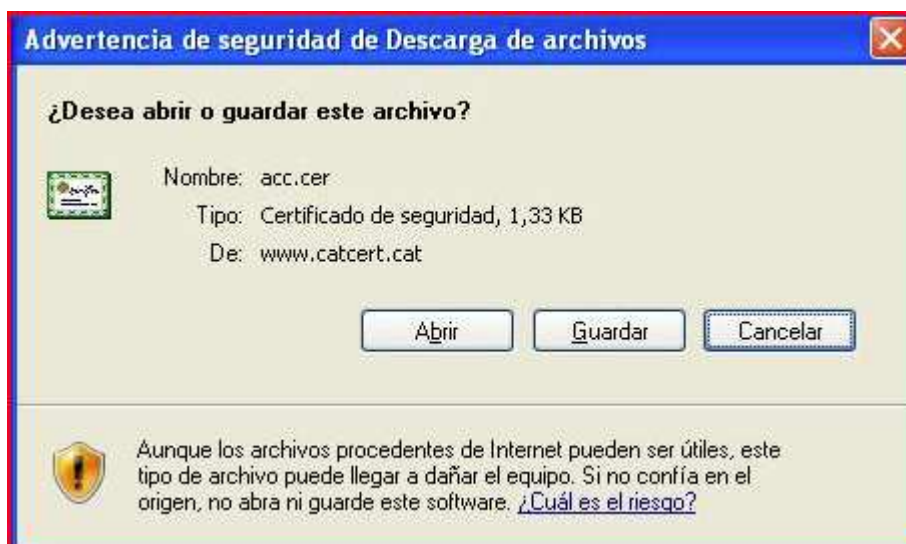 Advertencia de seguridad de Descarga de archivos
¿Desea abrir o guardar este archivo?
Nombre: acc.cer
Tipo: Certificado de seguridad, 1,33 KB
De: www.catcert.cat
Abrir Guardar Cancelar
Aunque los archivos procedentes de Internet pueden ser útiles, este
tipo de archivo puede llegar a dañar el equipo. Si no confía en el
origen, no abra ni guarde este software. ¿Cuál es el riesgo?